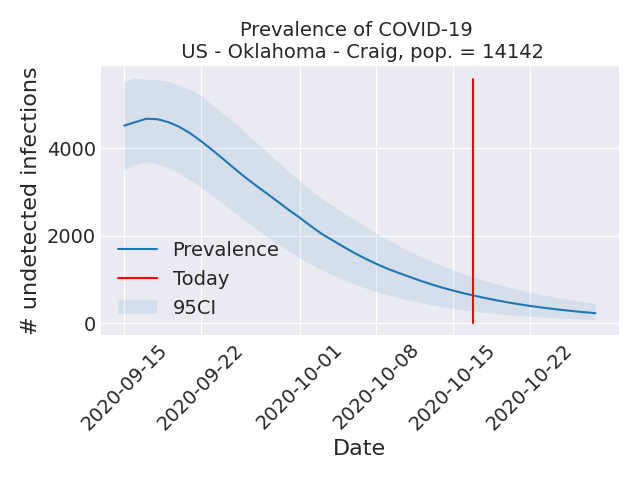 Prevalence of COVID-19
US - Oklahoma - Craig, pop. = 14142
# undetected infections
4000
2000
0
Prevalence
Today
95CI
2020-09-15
2020-09-22
2020-10-01
2020-10-08
2020-10-15
2020-10-22
Date